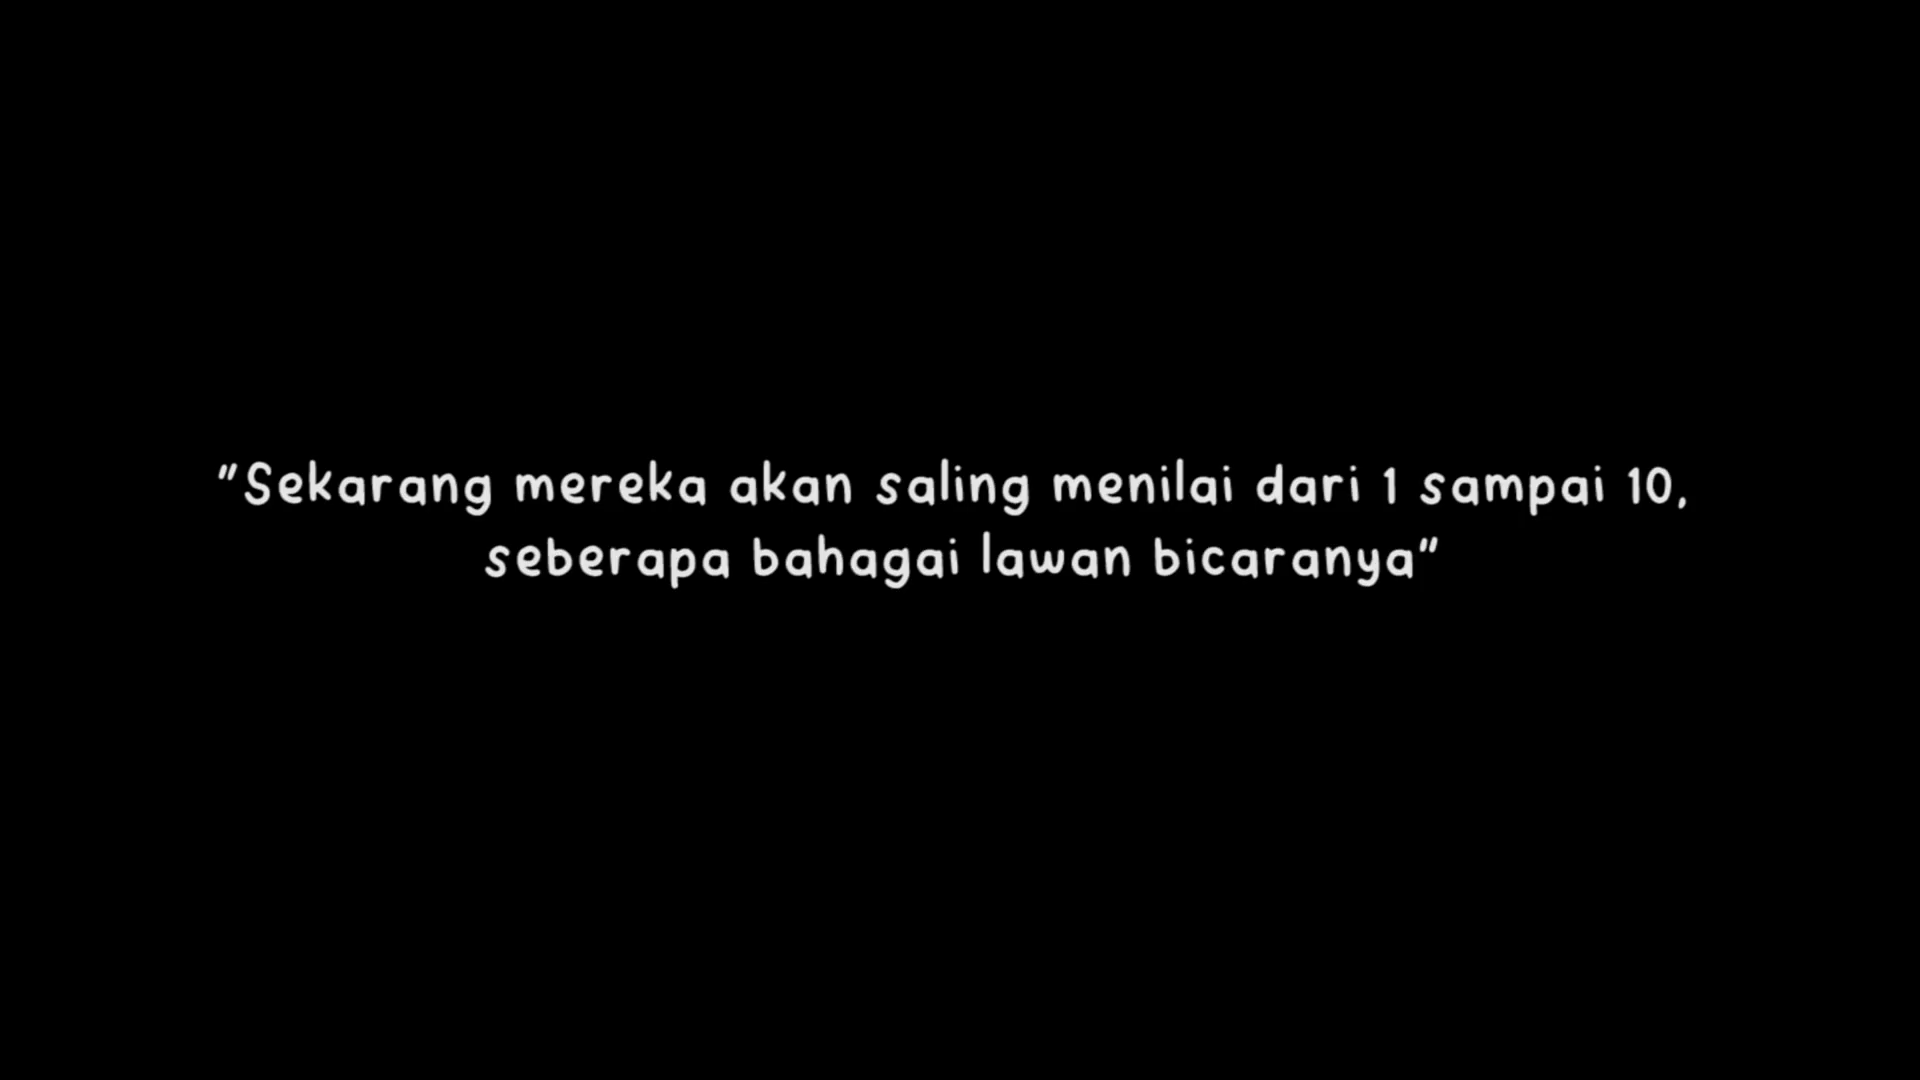 "Sekarang mereka akan saling menilai dari 1 sampai 10,
seberapa bahagai lawan bicaranya"